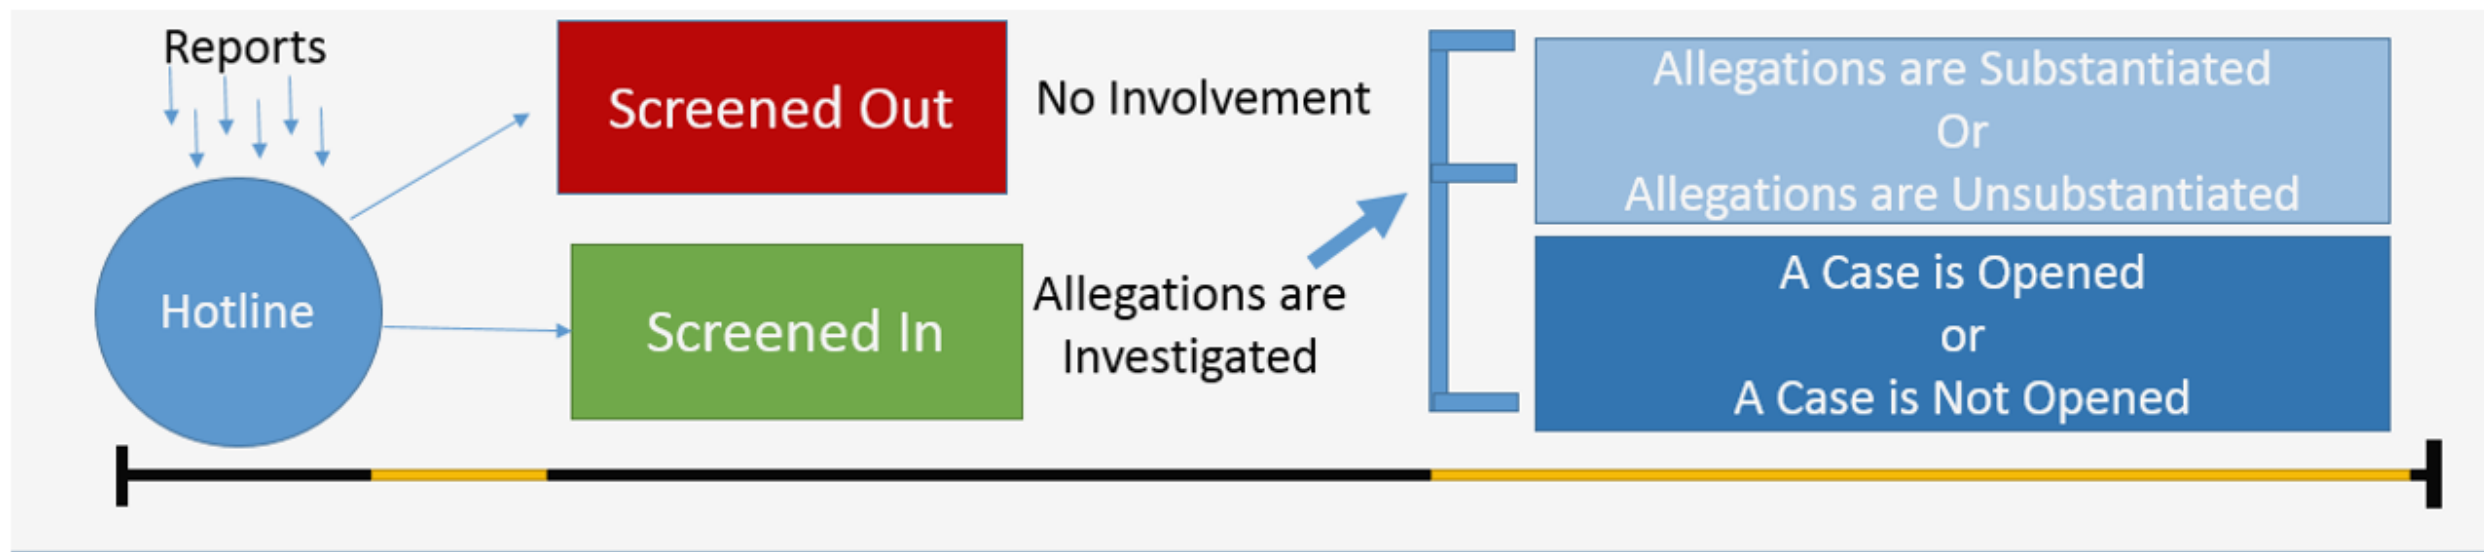 Reports
Hotline
Screened Out
No Involvement
Screened In
Allegations are
Investigated
Allegations are Substantiated
Or
Allegations are Unsubstantiated
A Case is Opened
or
A Case is Not Opened